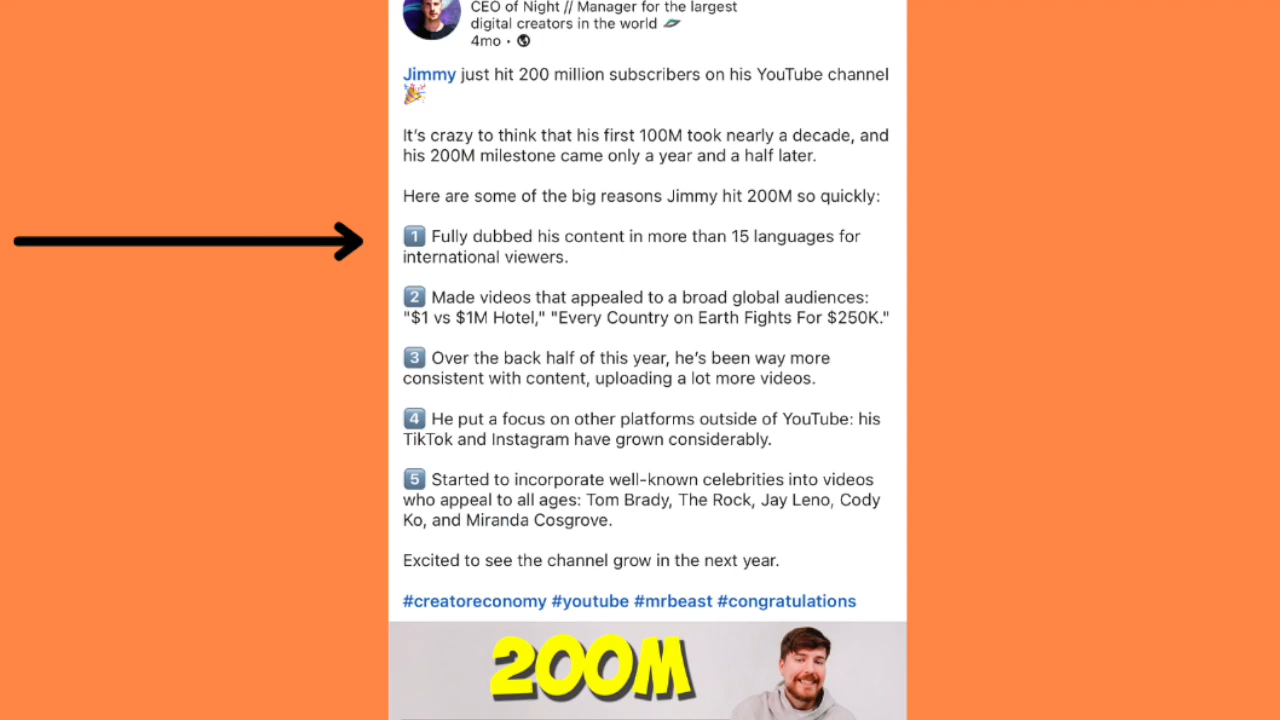 CEO of Night // Manager for the largest
digital creators in the world
4mo •
Jimmy just hit 200 million subscribers on his YouTube channel
🎉
It's crazy to think that his first 100M took nearly a decade, and
his 200M milestone came only a year and a half later.
Here are some of the big reasons Jimmy hit 200M so quickly:
1️⃣ Fully dubbed his content in more than 15 languages for
international viewers.
2️⃣ Made videos that appealed to a broad global audiences:
"$1 vs $1M Hotel," "Every Country on Earth Fights For $250K."
3️⃣ Over the back half of this year, he's been way more
consistent with content, uploading a lot more videos.
4️⃣ He put a focus on other platforms outside of YouTube: his
TikTok and Instagram have grown considerably.
5️⃣ Started to incorporate well-known celebrities into videos
who appeal to all ages: Tom Brady, The Rock, Jay Leno, Cody
Ko, and Miranda Cosgrove.
Excited to see the channel grow in the next year.
#creatoreconomy #youtube #mrbeast #congratulations
200M